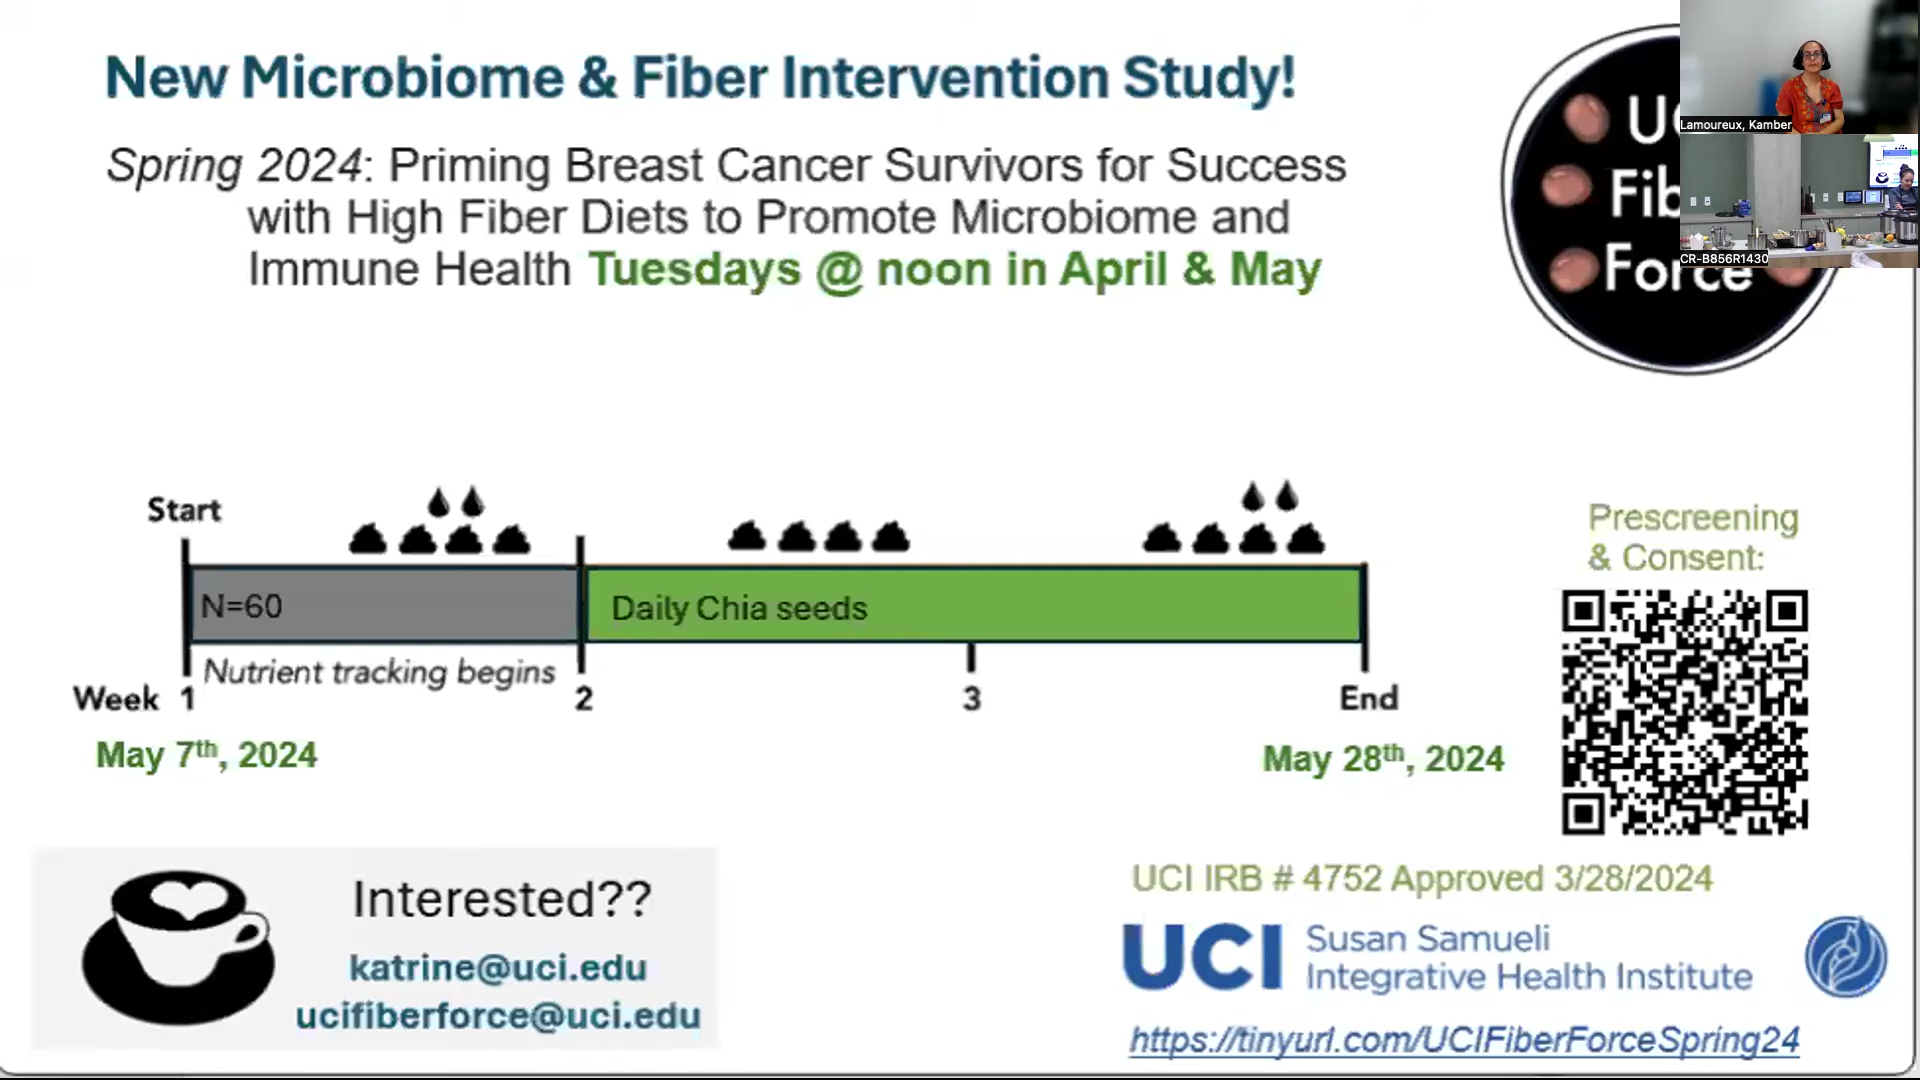 New Microbiome & Fiber Intervention Study!
Spring 2024: Priming Breast Cancer Survivors for Success
with High Fiber Diets to Promote Microbiome and
Immune Health Tuesdays @ noon in April & May
Force
Lamoureux, Kamber
CR-B856R1430
Start
N=60
Daily Chia seeds
Nutrient tracking begins
Week 1 2 3 End
May 7th, 2024
May 28th, 2024
Prescreening
& Consent:
Interested??
katrine@uci.edu
ucifiberforce@uci.edu
UCI IRB # 4752 Approved 3/28/2024
UCI Susan Samueli
Integrative Health Institute
https://tinyurl.com/UCIFiberForceSpring24